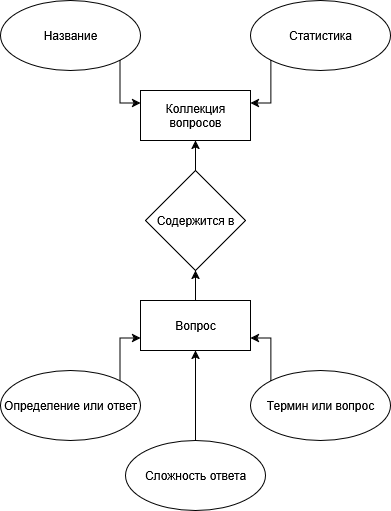 Название
Статистика
Коллекция
вопросов
Содержится в
Вопрос
Определение или ответ
Термин или вопрос
Сложность ответа